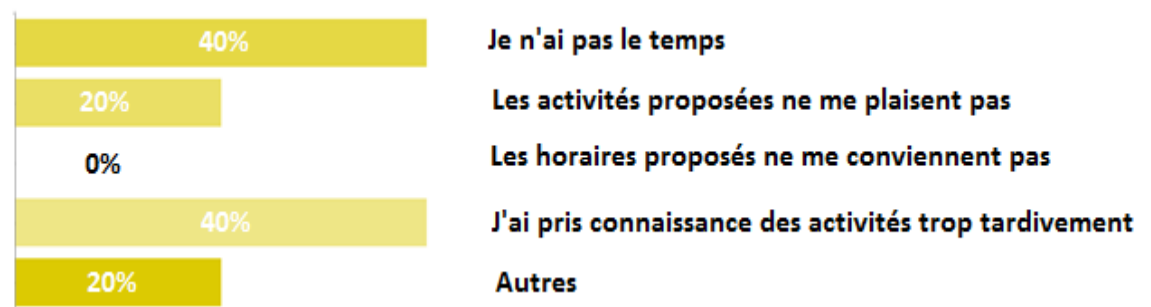 40% Je n'ai pas le temps
20% Les activités proposées ne me plaisent pas
0% Les horaires proposés ne me conviennent pas
40% J'ai pris connaissance des activités trop tardivement
20% Autres